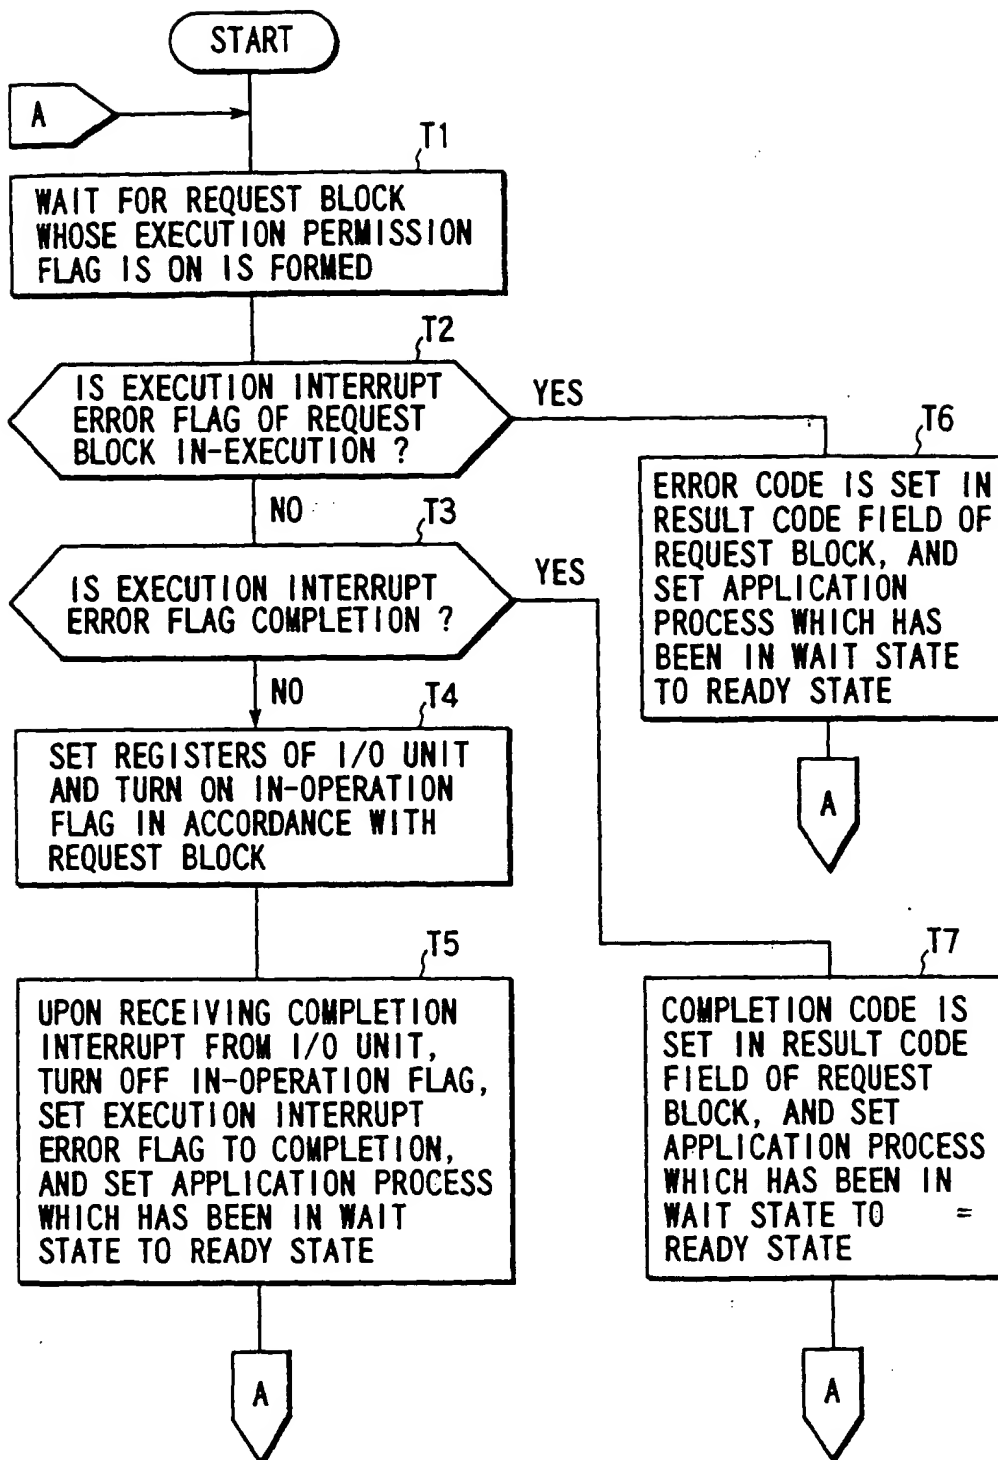 START
A
T1
WAIT FOR REQUEST BLOCK
WHOSE EXECUTION PERMISSION
FLAG IS ON IS FORMED
T2
IS EXECUTION INTERRUPT
ERROR FLAG OF REQUEST
BLOCK IN-EXECUTION ?
YES
NO
T6
ERROR CODE IS SET IN
RESULT CODE FIELD OF
REQUEST BLOCK, AND
SET APPLICATION
PROCESS WHICH HAS
BEEN IN WAIT STATE
TO READY STATE
A
T3
IS EXECUTION INTERRUPT
ERROR FLAG COMPLETION ?
YES
NO
T4
SET REGISTERS OF I/O UNIT
AND TURN ON IN-OPERATION
FLAG IN ACCORDANCE WITH
REQUEST BLOCK
T5
UPON RECEIVING COMPLETION
INTERRUPT FROM I/O UNIT,
TURN OFF IN-OPERATION FLAG,
SET EXECUTION INTERRUPT
ERROR FLAG TO COMPLETION,
AND SET APPLICATION PROCESS
WHICH HAS BEEN IN WAIT
STATE TO READY STATE
A
T7
COMPLETION CODE IS
SET IN RESULT CODE
FIELD OF REQUEST
BLOCK, AND SET
APPLICATION PROCESS
WHICH HAS BEEN IN
WAIT STATE TO =
READY STATE
A